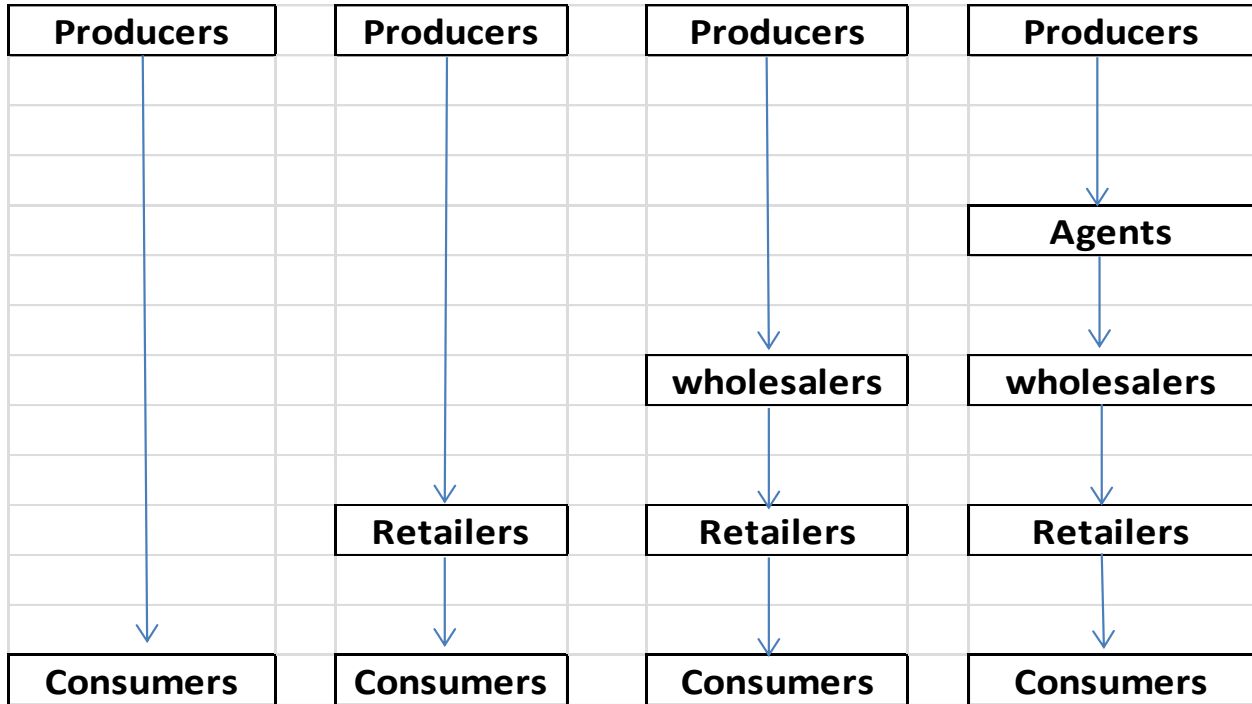 Producers Producers Producers Producers
Agents
wholesalers wholesalers
Retailers Retailers Retailers
Consumers Consumers Consumers Consumers